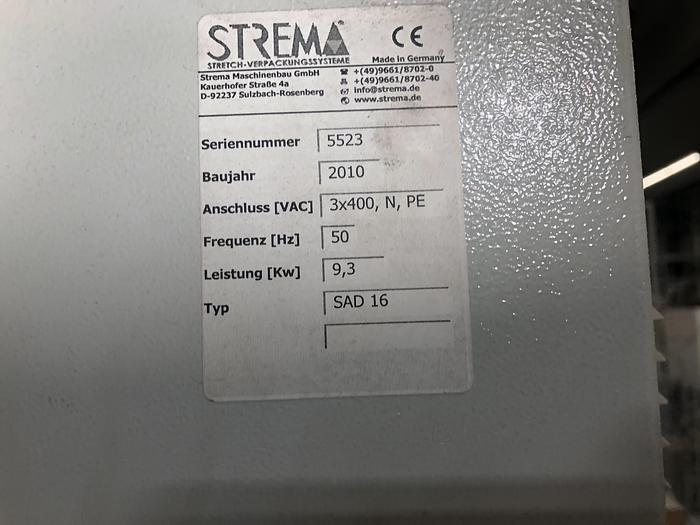 STREMA CE
STRETCH-VERPACKUNGSSYSTEME Made in Germany
Strema Maschinenbau GmbH +(49)9661/8702-0
Kauerhofer Straße 4a +(49)9661/8702-40
D-92237 Sulzbach-Rosenberg info@strema.de
www.strema.de
Seriennummer 5523
Baujahr 2010
Anschluss [VAC] 3x400, N, PE
Frequenz [Hz] 50
Leistung [Kw] 9,3
Typ SAD 16